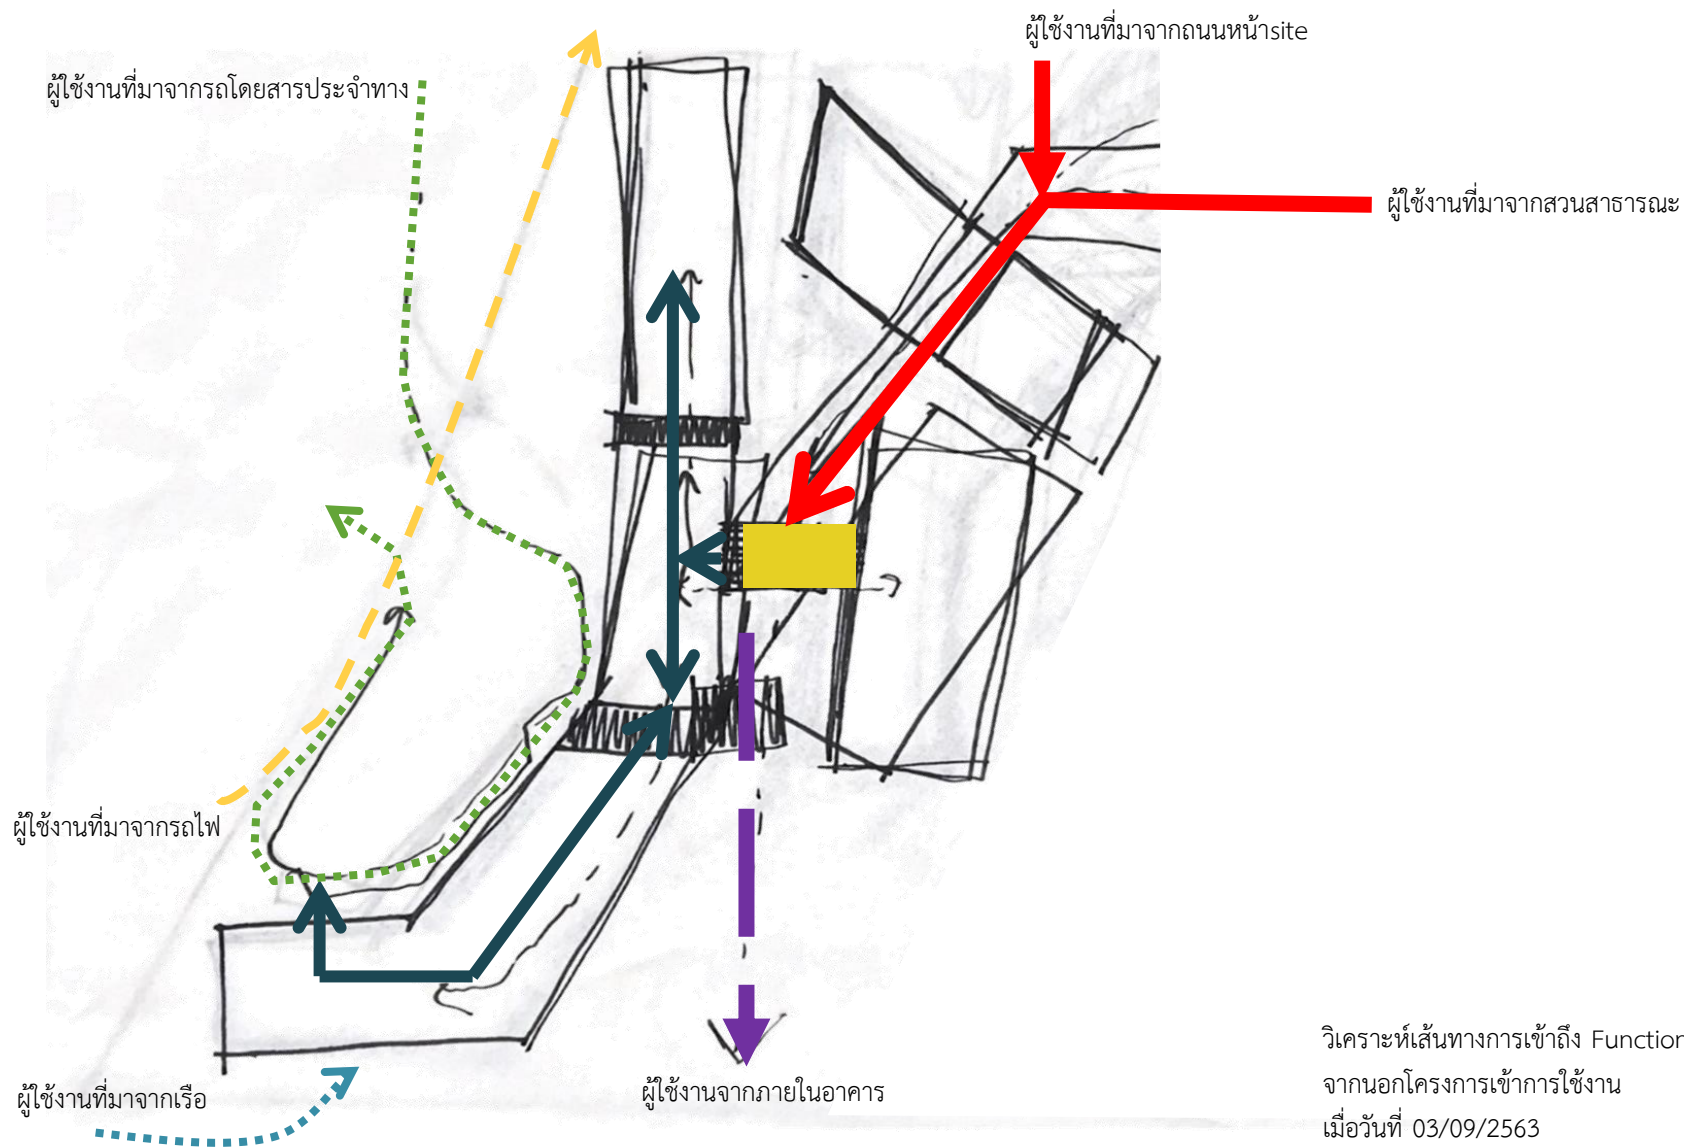 ผู้ใช้งานที่มาจากถนนหน้าsite
ผู้ใช้งานที่มาจากรถโดยสารประจำทาง
ผู้ใช้งานที่มาจากสวนสาธารณะ
ผู้ใช้งานที่มาจากรถไฟ
ผู้ใช้งานที่มาจากเรือ
ผู้ใช้งานจากภายในอาคาร
วิเคราะห์เส้นทางการเข้าถึง Function
จากนอกโครงการเข้าการใช้งาน
เมื่อวันที่ 03/09/2563